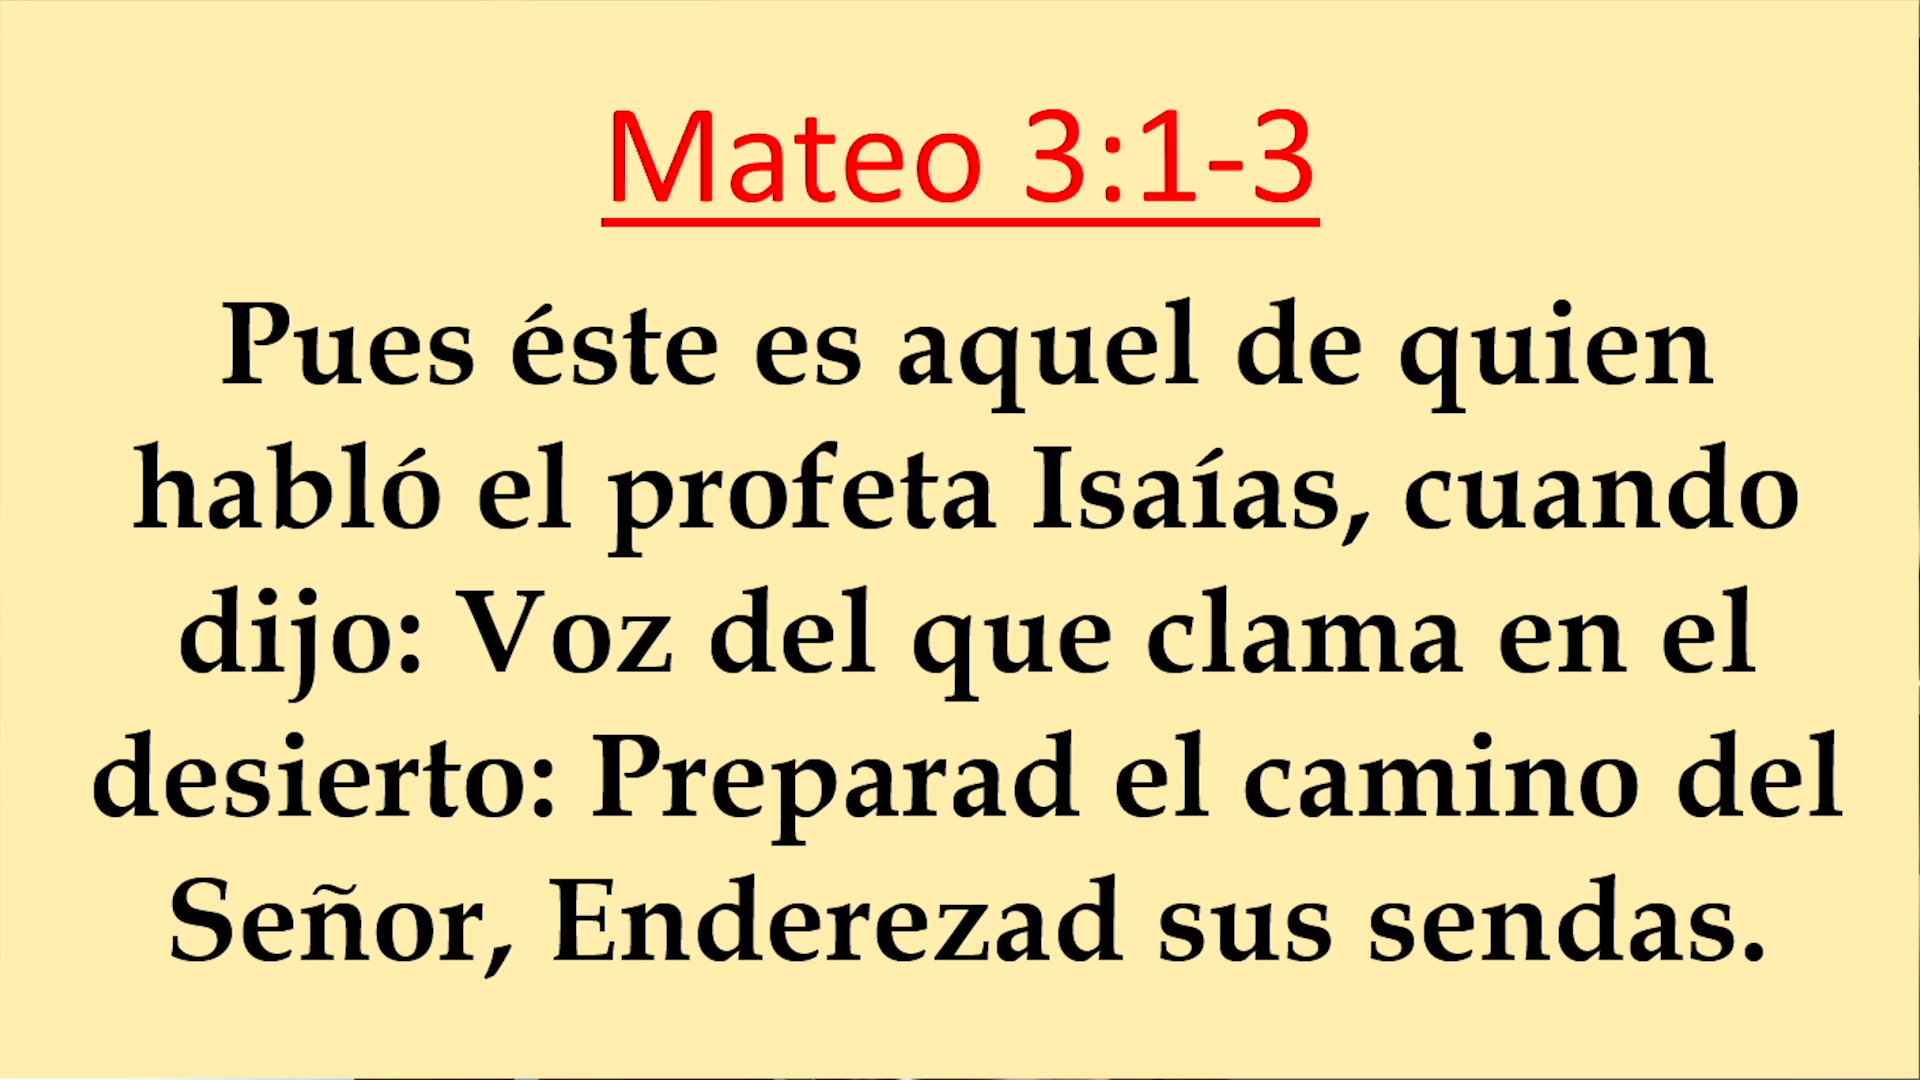 Mateo 3:1-3
Pues éste es aquel de quien
habló el profeta Isaías, cuando
dijo: Voz del que clama en el
desierto: Preparad el camino del
Señor, Enderezad sus sendas.